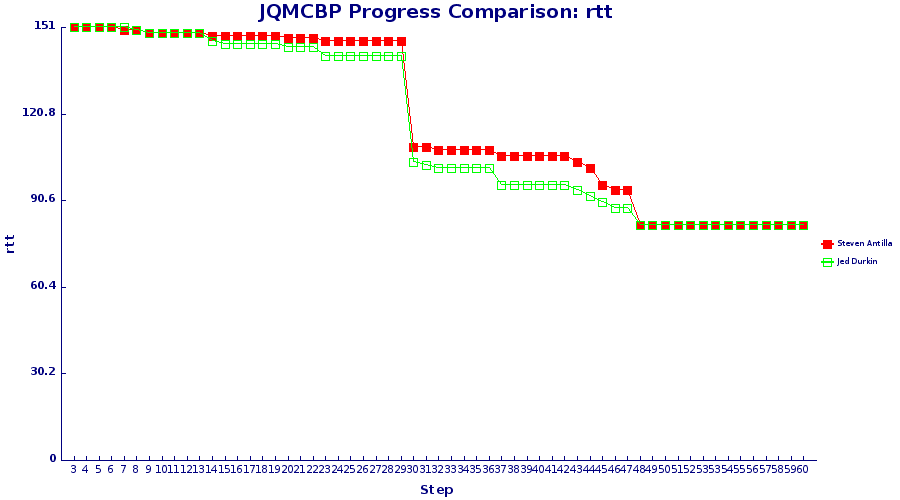 JQMCBP Progress Comparison: rtt
151
120.8
90.6
60.4
30.2
0
rtt
3 4 5 6 7 8 9 10 11 12 13 14 15 16 17 18 19 20 21 22 23 24 25 26 27 28 29 30 31 32 33 34 35 36 37 38 39 40 41 42 43 44 45 46 47 48 49 50 51 52 53 54 55 56 57 58 59 60
Step
Steven Antilla
Jed Durkin